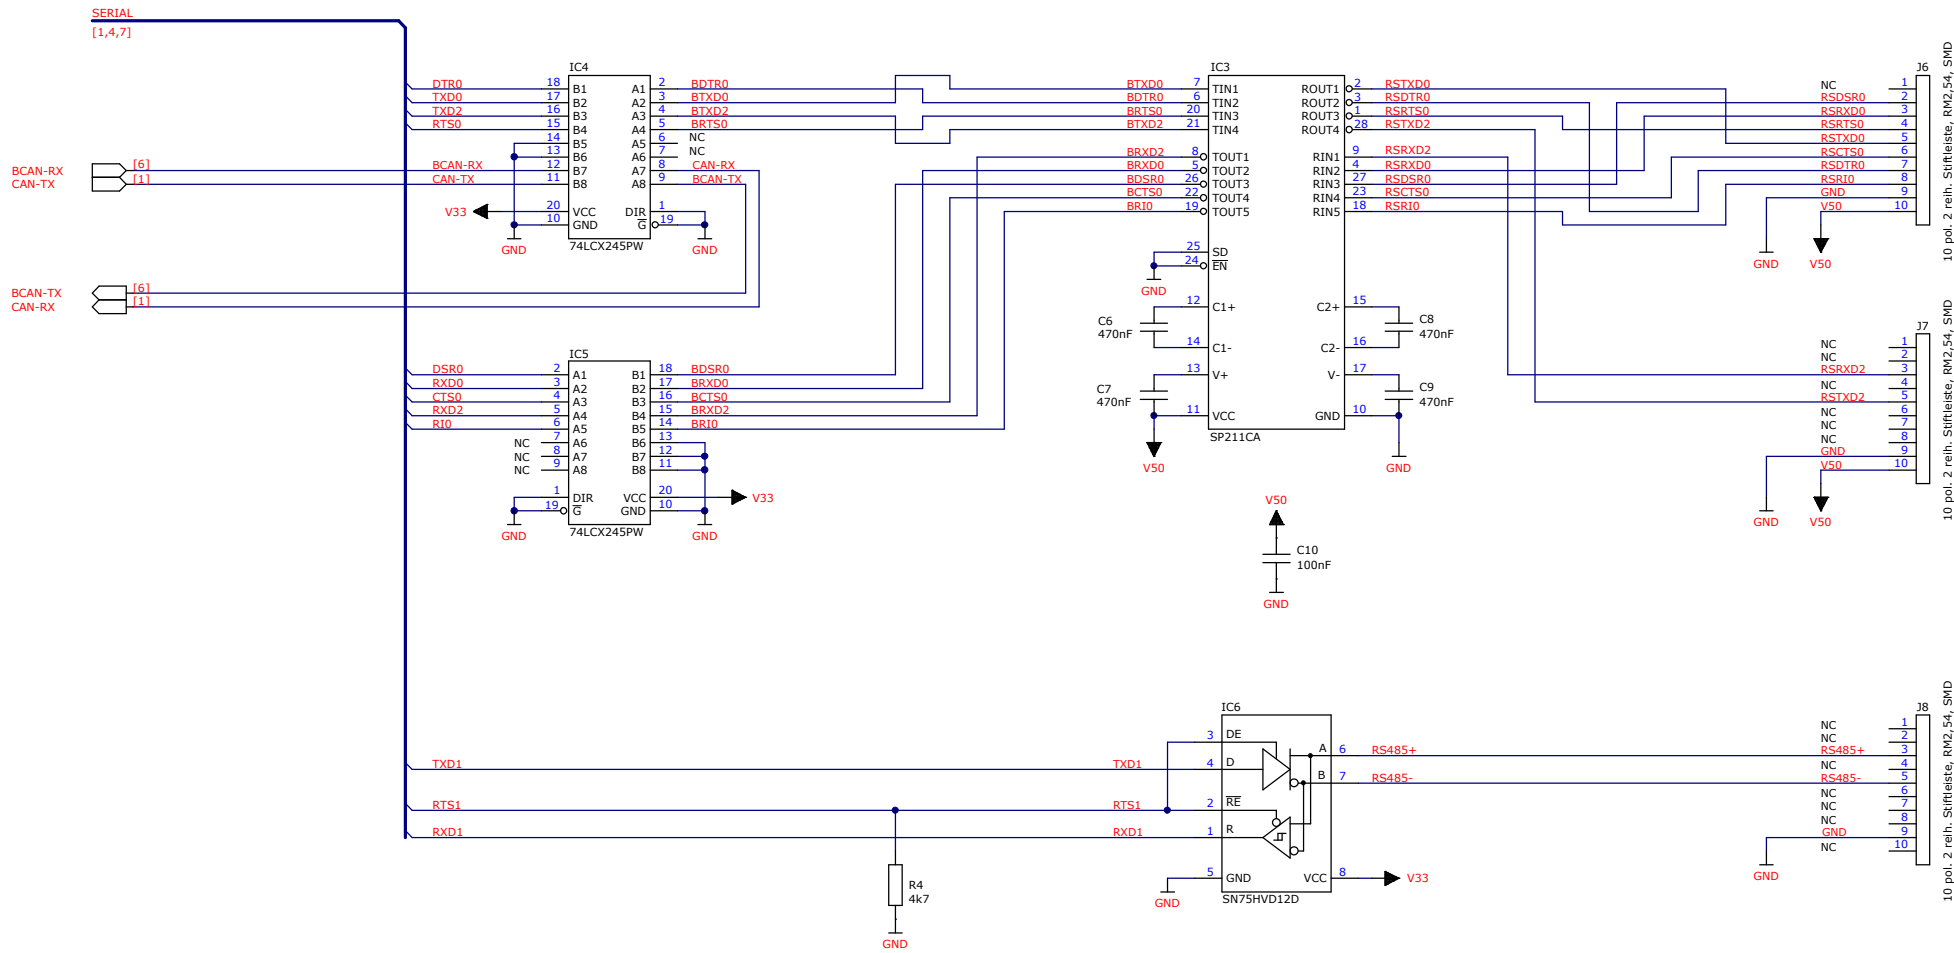 SERIAL
[1,4,7]
BCAN-RX
[6]
CAN-TX
[1]
BCAN-TX
[6]
CAN-RX
[1]
IC4
DTR0 18 B1 A1 2 BDTR0
TXD0 17 B2 A2 3 BTXD0
TXD2 16 B3 A3 4 BTXD2
RTS0 15 B4 A4 5 BRTS0
14 B5 A5 6 NC
13 B6 A6 7 NC
BCAN-RX 12 B7 A7 8 CAN-RX
CAN-TX 11 B8 A8 9 BCAN-TX
V33 20 VCC DIR 1
10 GND G 19
GND
74LCX245PW
GND
IC5
DSR0 2 A1 B1 18 BDSR0
RXD0 3 A2 B2 17 BRXD0
CTS0 4 A3 B3 16 BCTS0
RXD2 5 A4 B4 15 BRXD2
RI0 6 A5 B5 14 BRI0
NC 7 A6 B6 13
NC 8 A7 B7 12
NC 9 A8 B8 11
1 DIR VCC 20 V33
19 G GND 10
GND
74LCX245PW
GND
IC3
BTXD0 7 TIN1 ROUT1 2 RSTXD0
BDTR0 6 TIN2 ROUT2 3 RSDTR0
BRTS0 20 TIN3 ROUT3 1 RSRTS0
BTXD2 21 TIN4 ROUT4 28 RSTXD2
BRXD2 8 TOUT1 RIN1 9 RSRXD2
BRXD0 5 TOUT2 RIN2 4 RSRXD0
BDSR0 26 TOUT3 RIN3 27 RSDSR0
BCTS0 22 TOUT4 RIN4 23 RSCTS0
BRI0 19 TOUT5 RIN5 18 RSRI0
25 SD
24 EN
GND
12 C1+ C2+ 15
C6
470nF
C8
470nF
14 C1- C2- 16
13 V+ V- 17
C7
470nF
C9
470nF
11 VCC GND 10
SP211CA
V50
GND
V50
C10
100nF
GND
J6
NC 1
RSDSR0 2
RSRXD0 3
RSRTS0 4
RSTXD0 5
RSCTS0 6
RSDTR0 7
RSRI0 8
GND 9
V50 10
GND
V50
10 pol. 2 reih. Stiftleiste, RM2,54, SMD
J7
NC 1
NC 2
RSRXD2 3
NC 4
RSTXD2 5
NC 6
NC 7
NC 8
GND 9
V50 10
GND
V50
10 pol. 2 reih. Stiftleiste, RM2,54, SMD
IC6
3 DE
A 6 RS485+
TXD1 TXD1 4 D
B 7 RS485-
RTS1 RTS1 2 RE
RXD1 RXD1 1 R
5 GND VCC 8 V33
GND
SN75HVD12D
R4
4k7
GND
J8
NC 1
NC 2
RS485+ 3
NC 4
RS485- 5
NC 6
NC 7
NC 8
GND 9
NC 10
GND
10 pol. 2 reih. Stiftleiste, RM2,54, SMD